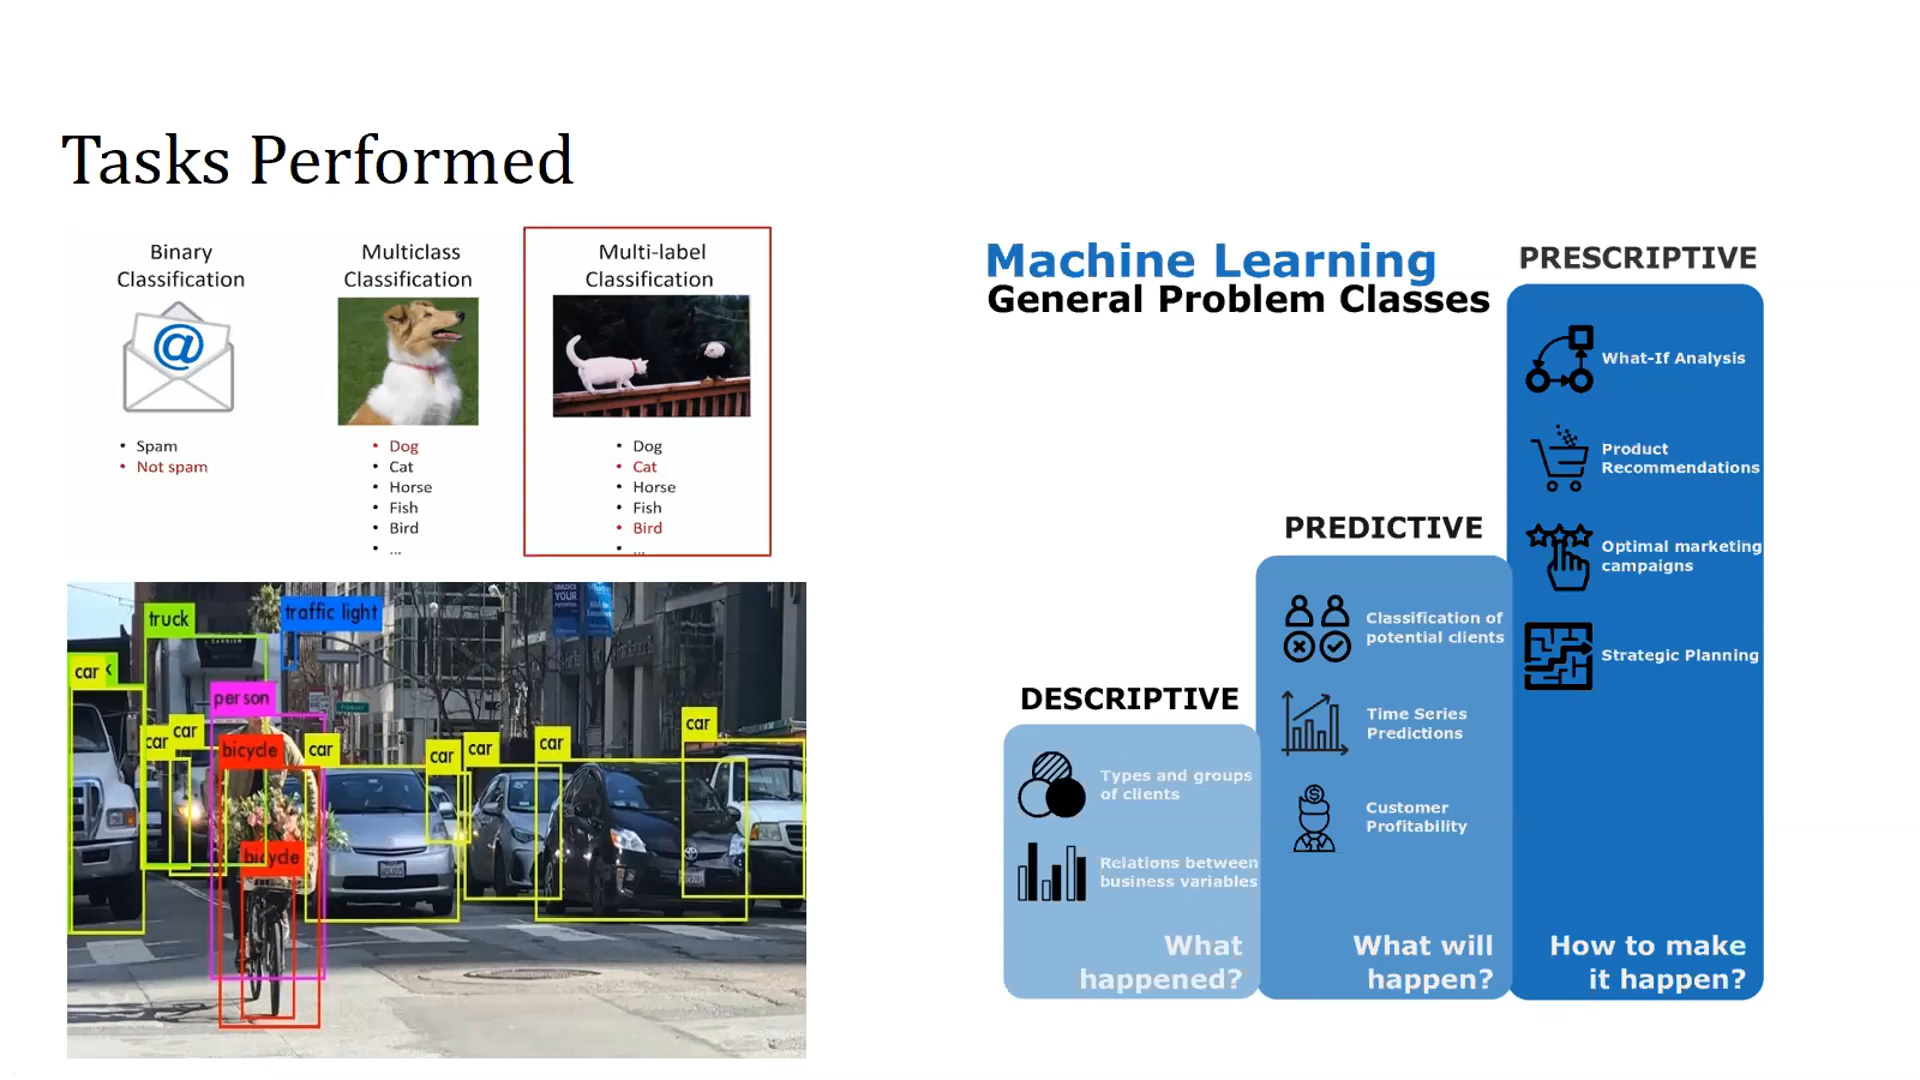 Tasks Performed
Binary
Classification
• Spam
• Not spam
Multiclass
Classification
• Dog
• Cat
• Horse
• Fish
• Bird
• ...
Multi-label
Classification
• Dog
• Cat
• Horse
• Fish
• Bird
• ...
truck
traffic light
car
person
car
car
bicycle
car
car
car
car
car
bicycle
CARRIER
YOUR
Machine Learning
General Problem Classes
DESCRIPTIVE
Types and groups
of clients
Relations between
business variables
What
happened?
PREDICTIVE
Classification of
potential clients
Time Series
Predictions
Customer
Profitability
What will
happen?
PRESCRIPTIVE
What-If Analysis
Product
Recommendations
Optimal marketing
campaigns
Strategic Planning
How to make
it happen?